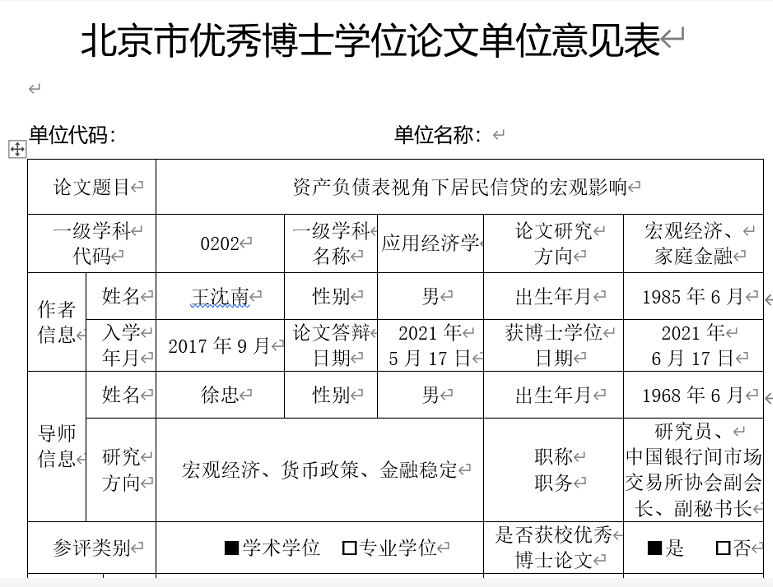 北京市优秀博士学位论文单位意见表
单位代码： 单位名称：
论文题目 资产负债表视角下居民信贷的宏观影响
一级学科代码 0202 一级学科名称 应用经济学 论文研究方向 宏观经济、家庭金融
作者信息 姓名 王沈南 性别 男 出生年月 1985 年 6 月
入学年月 2017 年 9 月 论文答辩日期 2021 年 5 月 17 日 获博士学位日期 2021 年 6 月 17 日
导师信息 姓名 徐忠 性别 男 出生年月 1968 年 6 月
研究方向 宏观经济、货币政策、金融稳定 职称职务 研究员、中国银行间市场交易所协会副会长、副秘书长
参评类别 ■学术学位 □专业学位 是否获校优秀博士论文 ■是 □否